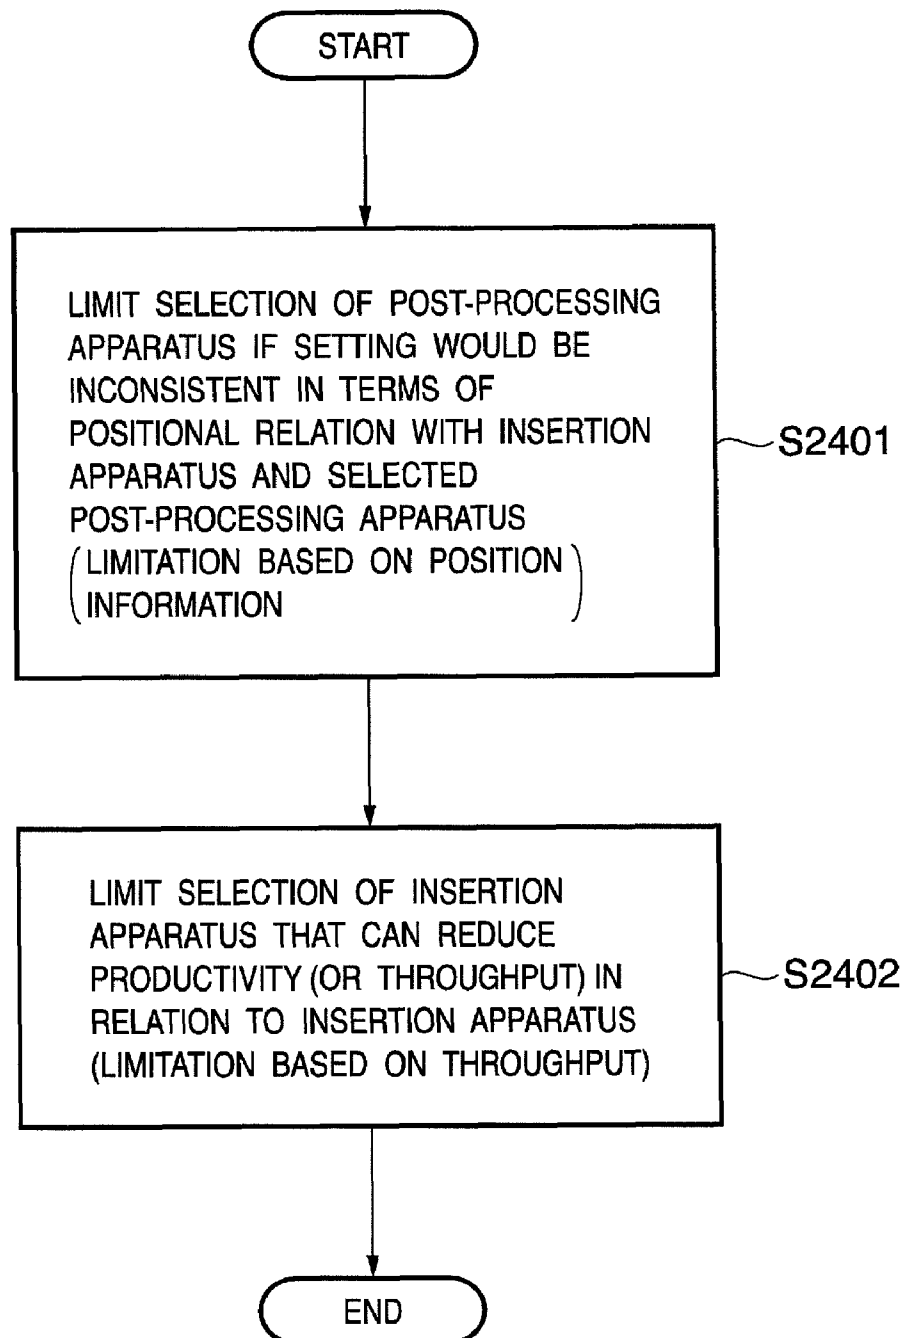 START
LIMIT SELECTION OF POST-PROCESSING
APPARATUS IF SETTING WOULD BE
INCONSISTENT IN TERMS OF
POSITIONAL RELATION WITH INSERTION
APPARATUS AND SELECTED
POST-PROCESSING APPARATUS
(LIMITATION BASED ON POSITION
INFORMATION)
S2401
LIMIT SELECTION OF INSERTION
APPARATUS THAT CAN REDUCE
PRODUCTIVITY (OR THROUGHPUT) IN
RELATION TO INSERTION APPARATUS
(LIMITATION BASED ON THROUGHPUT)
S2402
END